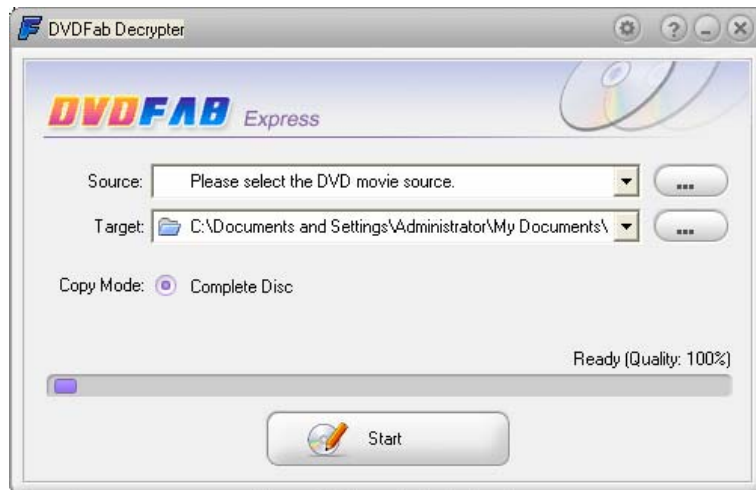 DVDFab Decrypter
DVDFAB Express
Source: Please select the DVD movie source. ...
Target: C:\Documents and Settings\Administrator\My Documents\ ...
Copy Mode: Complete Disc
Ready (Quality: 100%)
Start